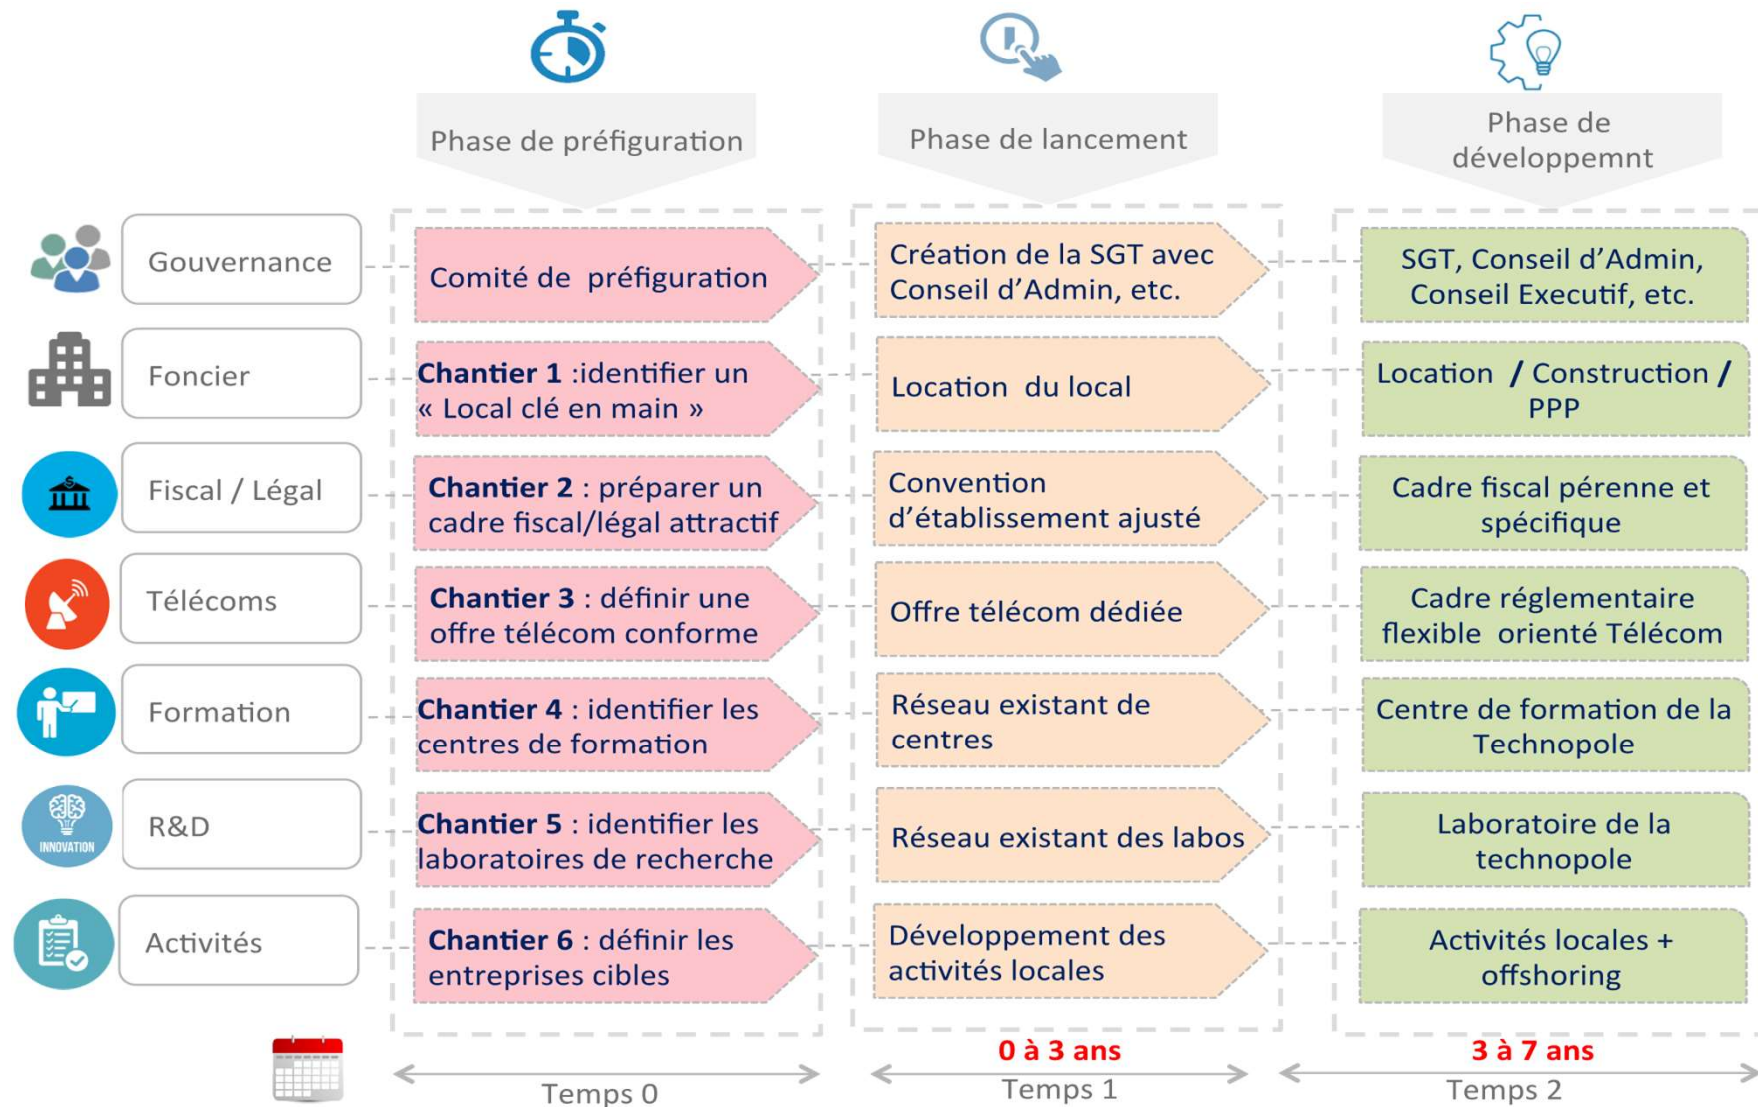 Phase de préfiguration
Phase de lancement
Phase de
développemnt
Gouvernance
Comité de préfiguration
Création de la SGT avec
Conseil d'Admin, etc.
SGT, Conseil d'Admin,
Conseil Executif, etc.
Foncier
Chantier 1 :identifier un
« Local clé en main »
Location du local
Location / Construction /
PPP
Fiscal / Légal
Chantier 2 : préparer un
cadre fiscal/légal attractif
Convention
d'établissement ajusté
Cadre fiscal pérenne et
spécifique
Télécoms
Chantier 3 : définir une
offre télécom conforme
Offre télécom dédiée
Cadre réglementaire
flexible orienté Télécom
Formation
Chantier 4 : identifier les
centres de formation
Réseau existant de
centres
Centre de formation de la
Technopole
INNOVATION
R&D
Chantier 5 : identifier les
laboratoires de recherche
Réseau existant des labos
Laboratoire de la
technopole
Activités
Chantier 6 : définir les
entreprises cibles
Développement des
activités locales
Activités locales +
offshoring
0 à 3 ans
3 à 7 ans
Temps 0
Temps 1
Temps 2